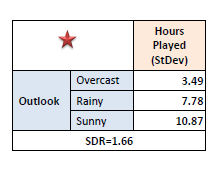 Hours
Played
(StDev)
Outlook
Overcast 3.49
Rainy 7.78
Sunny 10.87
SDR=1.66